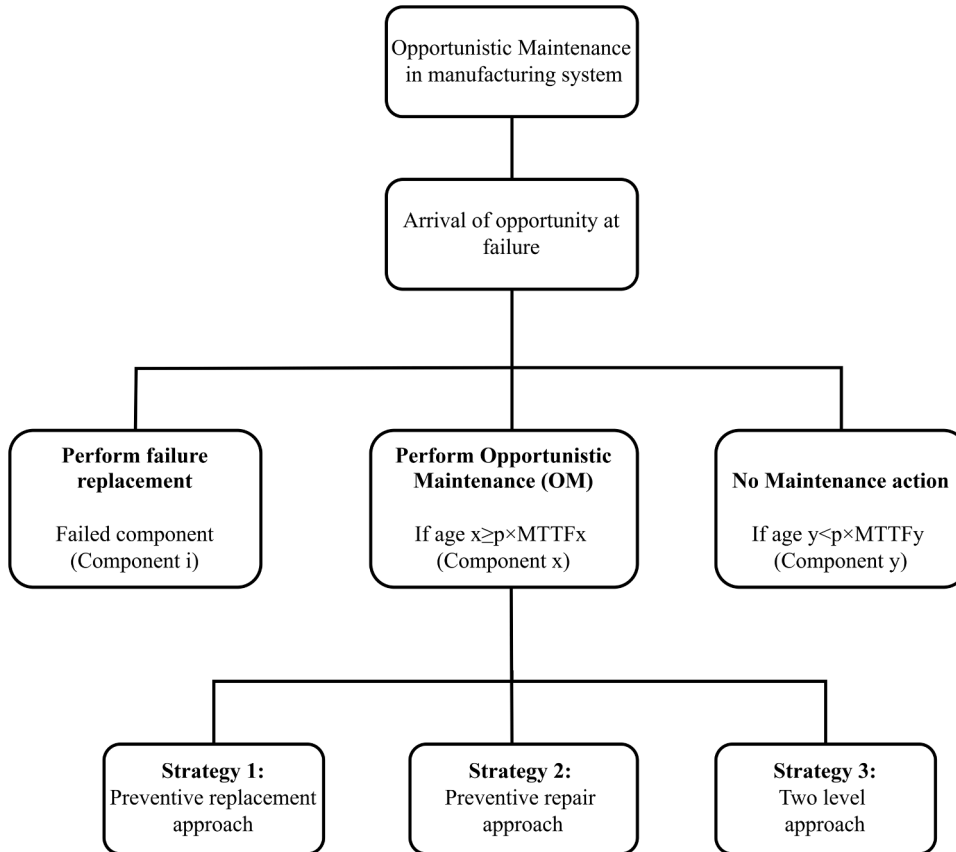 Opportunistic Maintenance
in manufacturing system
Arrival of opportunity at
failure
Perform failure
replacement
Failed component
(Component i)
Perform Opportunistic
Maintenance (OM)
If age x≥p×MTTFx
(Component x)
No Maintenance action
If age y<p×MTTFy
(Component y)
Strategy 1:
Preventive replacement
approach
Strategy 2:
Preventive repair
approach
Strategy 3:
Two level
approach